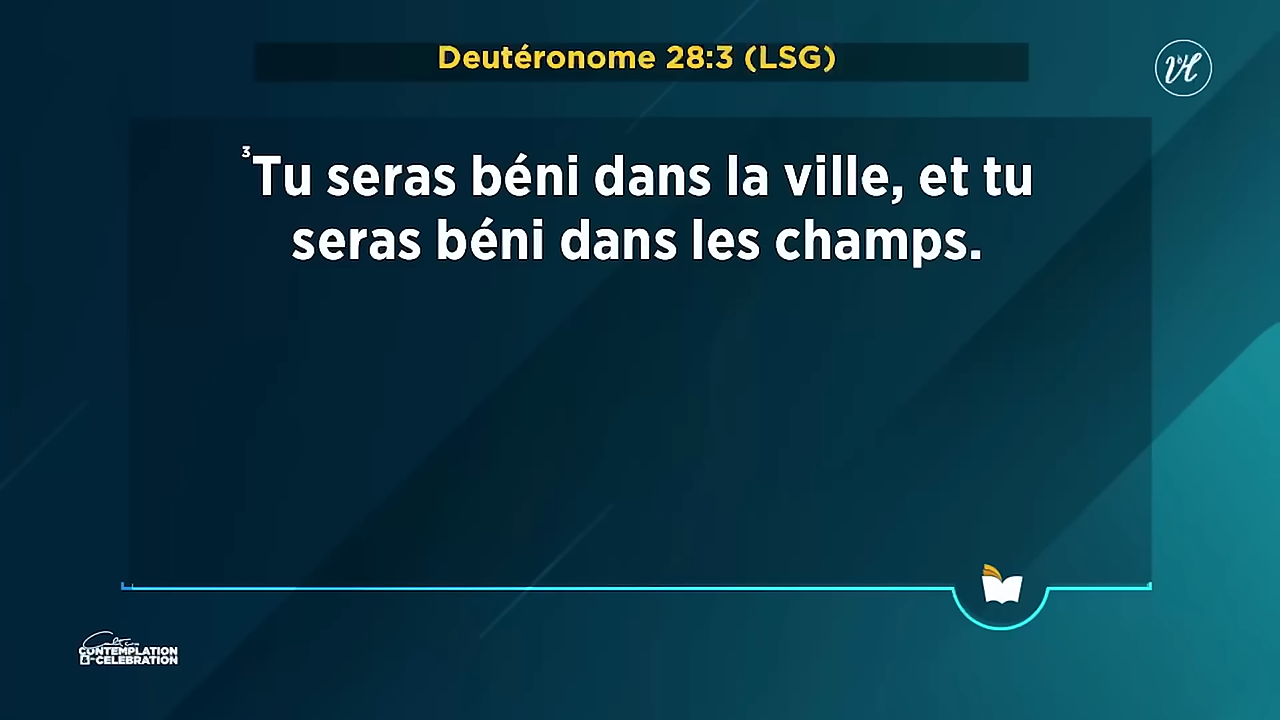 Deutéronome 28:3 (LSG)
³Tu seras béni dans la ville, et tu
seras béni dans les champs.
Culte
CONTEMPLATION
&-CELEBRATION